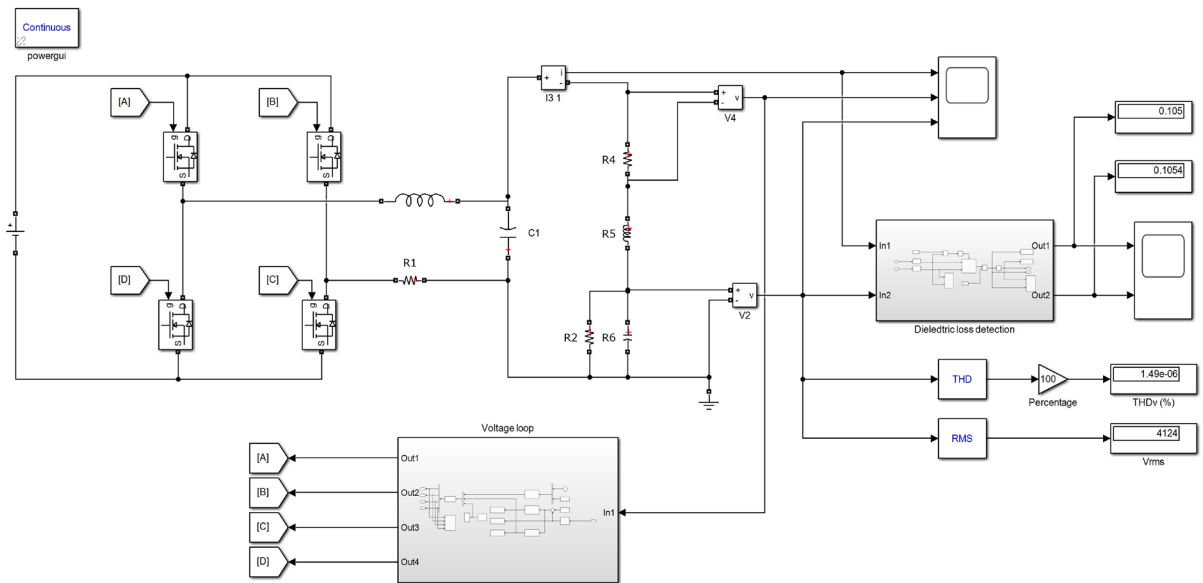 Continuous
powergui
[A]
[B]
g
D
S
g
D
S
[D]
[C]
g
D
S
g
D
S
+
R1
+
C1
+
+
-
i
I3 1
R4
R5
R2
R6
+
-
v
V4
+
-
v
V2
In1
In2
Out1
Out2
Dieledtric loss detection
0.105
0.1054
THD
100
Percentage
1.49e-06
THDv (%)
RMS
4124
Vrms
Voltage loop
[A]
[B]
[C]
[D]
Out1
Out2
Out3
Out4
In1